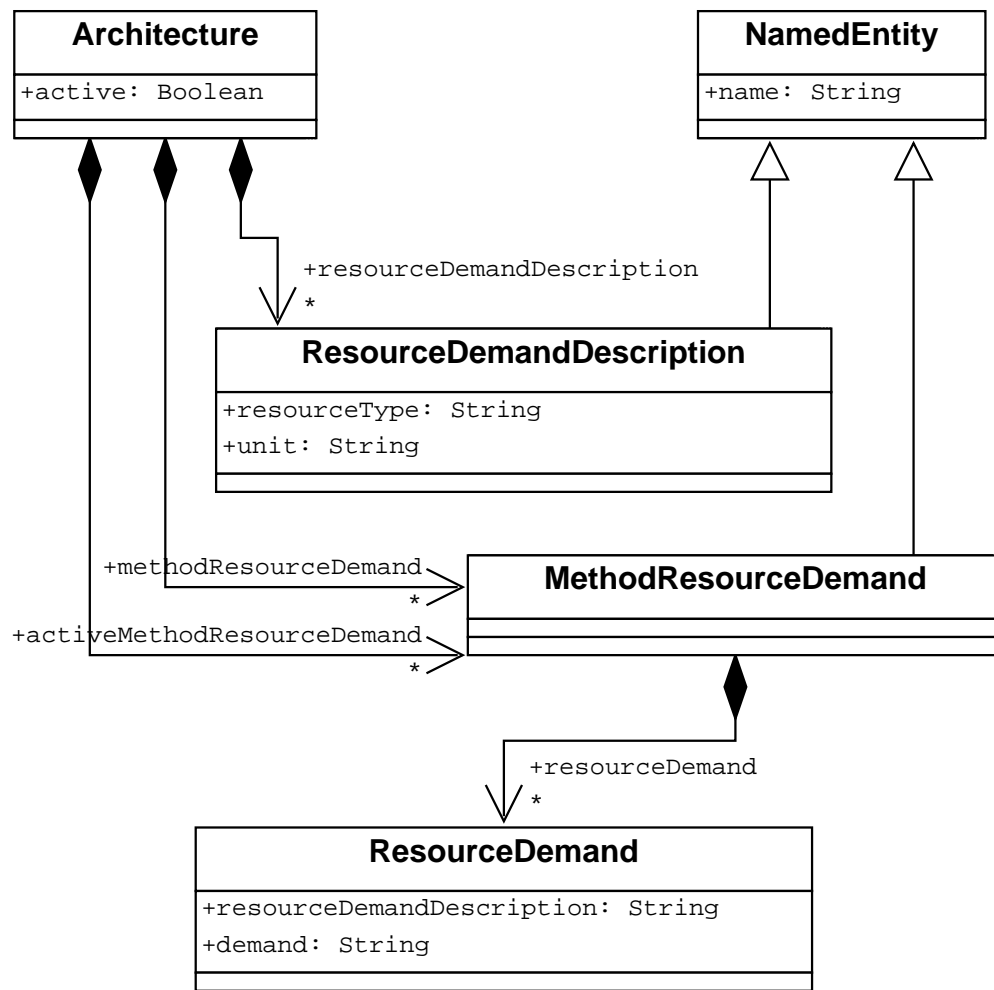 Architecture
+active: Boolean
NamedEntity
+name: String
+resourceDemandDescription
*
ResourceDemandDescription
+resourceType: String
+unit: String
+methodResourceDemand
*
+activeMethodResourceDemand
*
MethodResourceDemand
+resourceDemand
*
ResourceDemand
+resourceDemandDescription: String
+demand: String